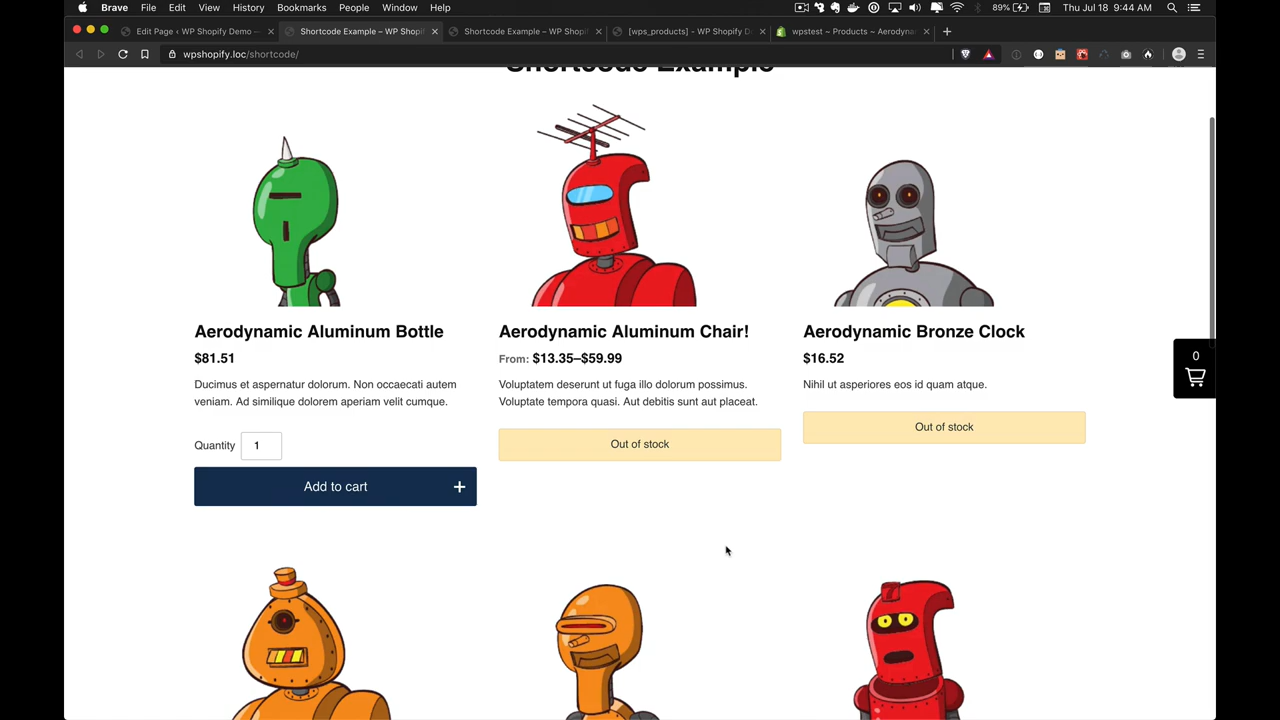 Brave File Edit View History Bookmarks People Window Help 89% Thu Jul 18 9:44 AM
Edit Page ‹ WP Shopify Demo — Shortcode Example – WP Shopify Shortcode Example – WP Shopi [wps_products] – WP Shopify D wpstest ~ Products ~ Aerodyna
wpshopify.loc/shortcode/
Shortcode Example
Aerodynamic Aluminum Bottle
$81.51
Ducimus et aspernatur dolorum. Non occaecati autem
veniam. Ad similique dolorem aperiam velit cumque.
Quantity 1
Add to cart +
Aerodynamic Aluminum Chair!
From: $13.35–$59.99
Voluptatem deserunt ut fuga illo dolorum possimus.
Voluptate tempora quasi. Aut debitis sunt aut placeat.
Out of stock
Aerodynamic Bronze Clock
$16.52
Nihil ut asperiores eos id quam atque.
Out of stock
0